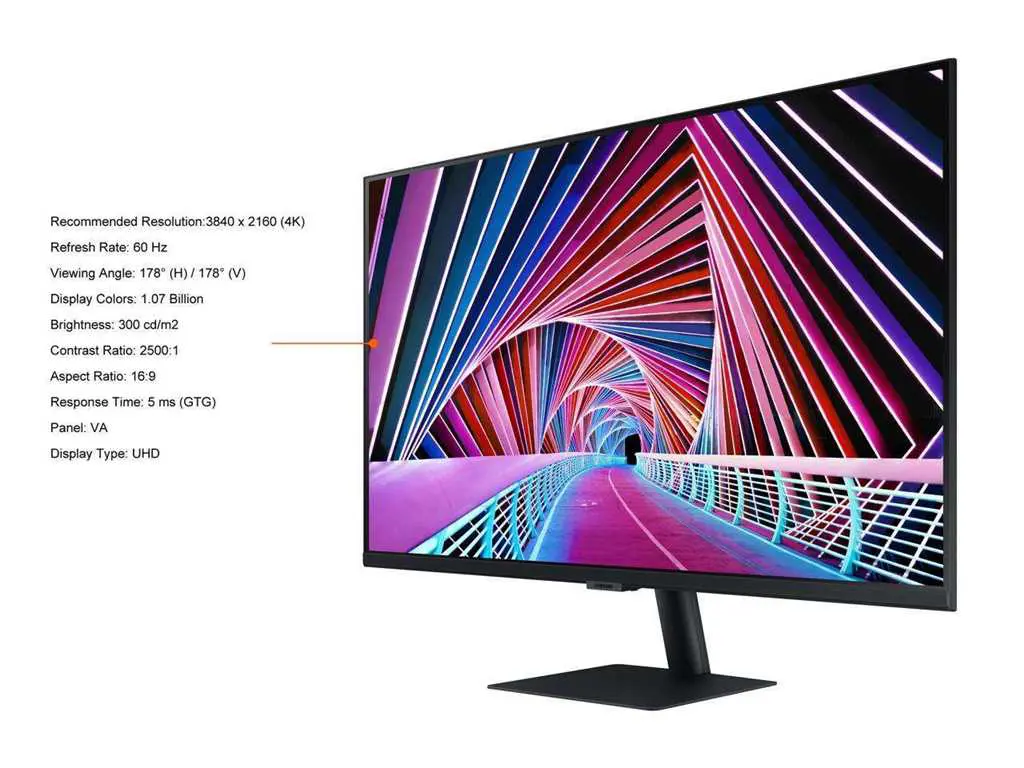 Recommended Resolution:3840 x 2160 (4K)
Refresh Rate: 60 Hz
Viewing Angle: 178° (H) / 178° (V)
Display Colors: 1.07 Billion
Brightness: 300 cd/m2
Contrast Ratio: 2500:1
Aspect Ratio: 16:9
Response Time: 5 ms (GTG)
Panel: VA
Display Type: UHD
SAMSUNG